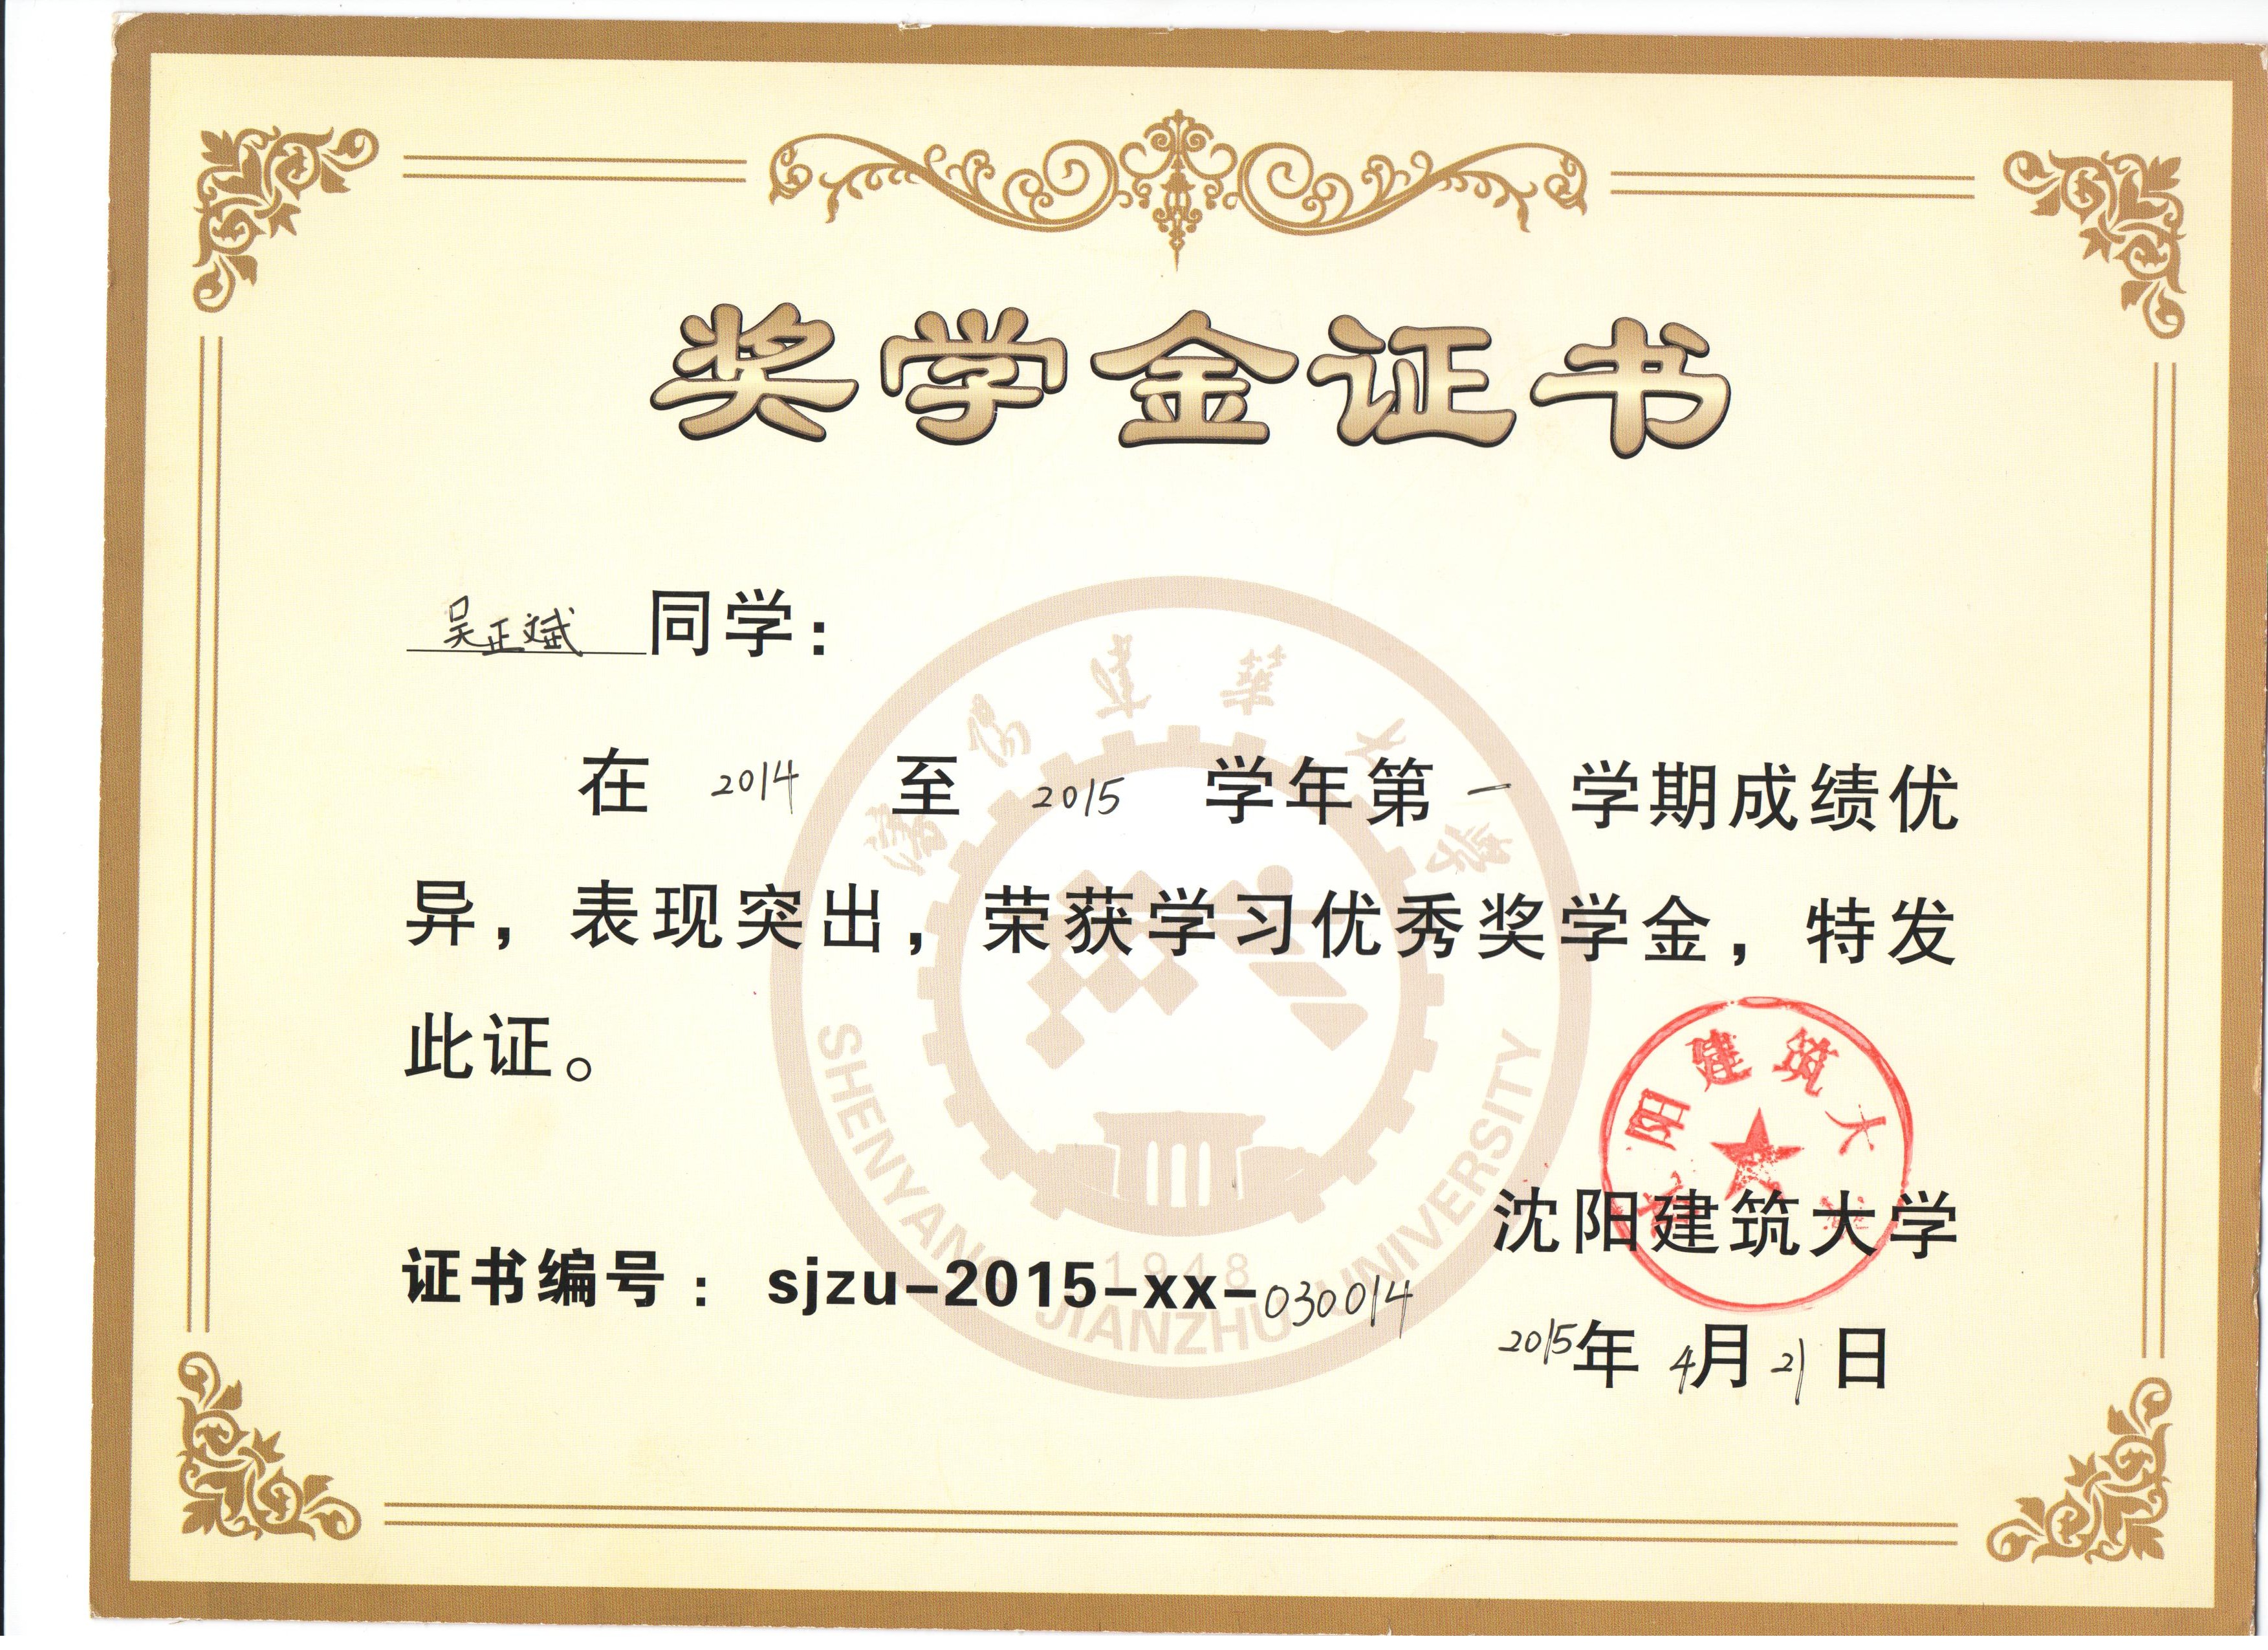 奖学金证书
吴正斌同学：
在 2014 至 2015 学年第 一 学期成绩优
异，表现突出，荣获学习优秀奖学金，特发
此证。
沈阳建筑大学
证书编号： sjzu-2015-xx-030014
2015年 4月 21 日
瀋陽建築大學
SHENYANG JIANZHU UNIVERSITY
1948
沈阳建筑大学